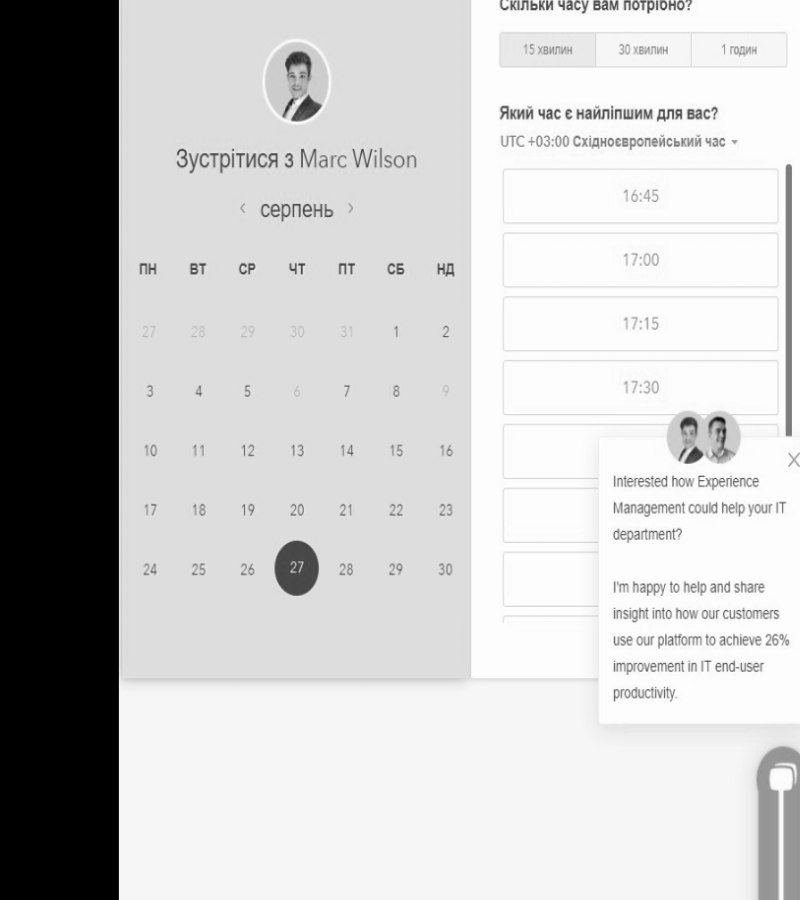 Скільки часу вам потрібно?
15 хвилин 30 хвилин 1 годин
Який час є найліпшим для вас?
UTC +03:00 Східноєвропейський час
16:45
17:00
17:15
17:30
Зустрітися з Marc Wilson
серпень
ПН ВТ СР ЧТ ПТ СБ НД
27 28 29 30 31 1 2
3 4 5 6 7 8 9
10 11 12 13 14 15 16
17 18 19 20 21 22 23
24 25 26 27 28 29 30
Interested how Experience
Management could help your IT
department?
I'm happy to help and share
insight into how our customers
use our platform to achieve 26%
improvement in IT end-user
productivity.